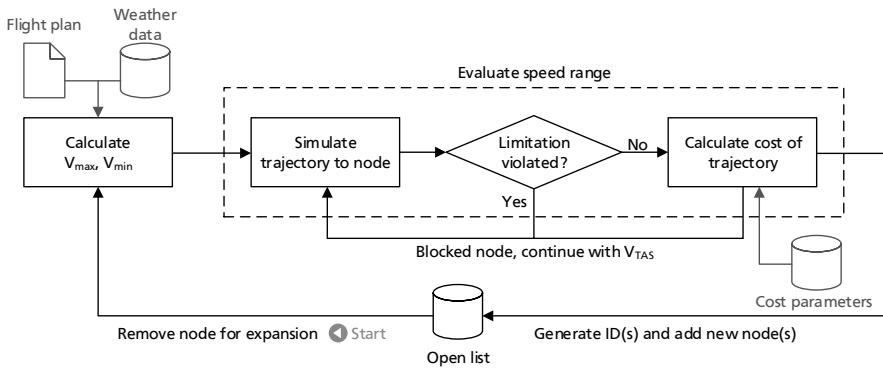 Flight plan
Weather
data
Evaluate speed range
Calculate
Vmax, Vmin
Simulate
trajectory to node
Limitation
violated?
No
Calculate cost of
trajectory
Yes
Blocked node, continue with VTAS
Cost parameters
Remove node for expansion
Start
Generate ID(s) and add new node(s)
Open list